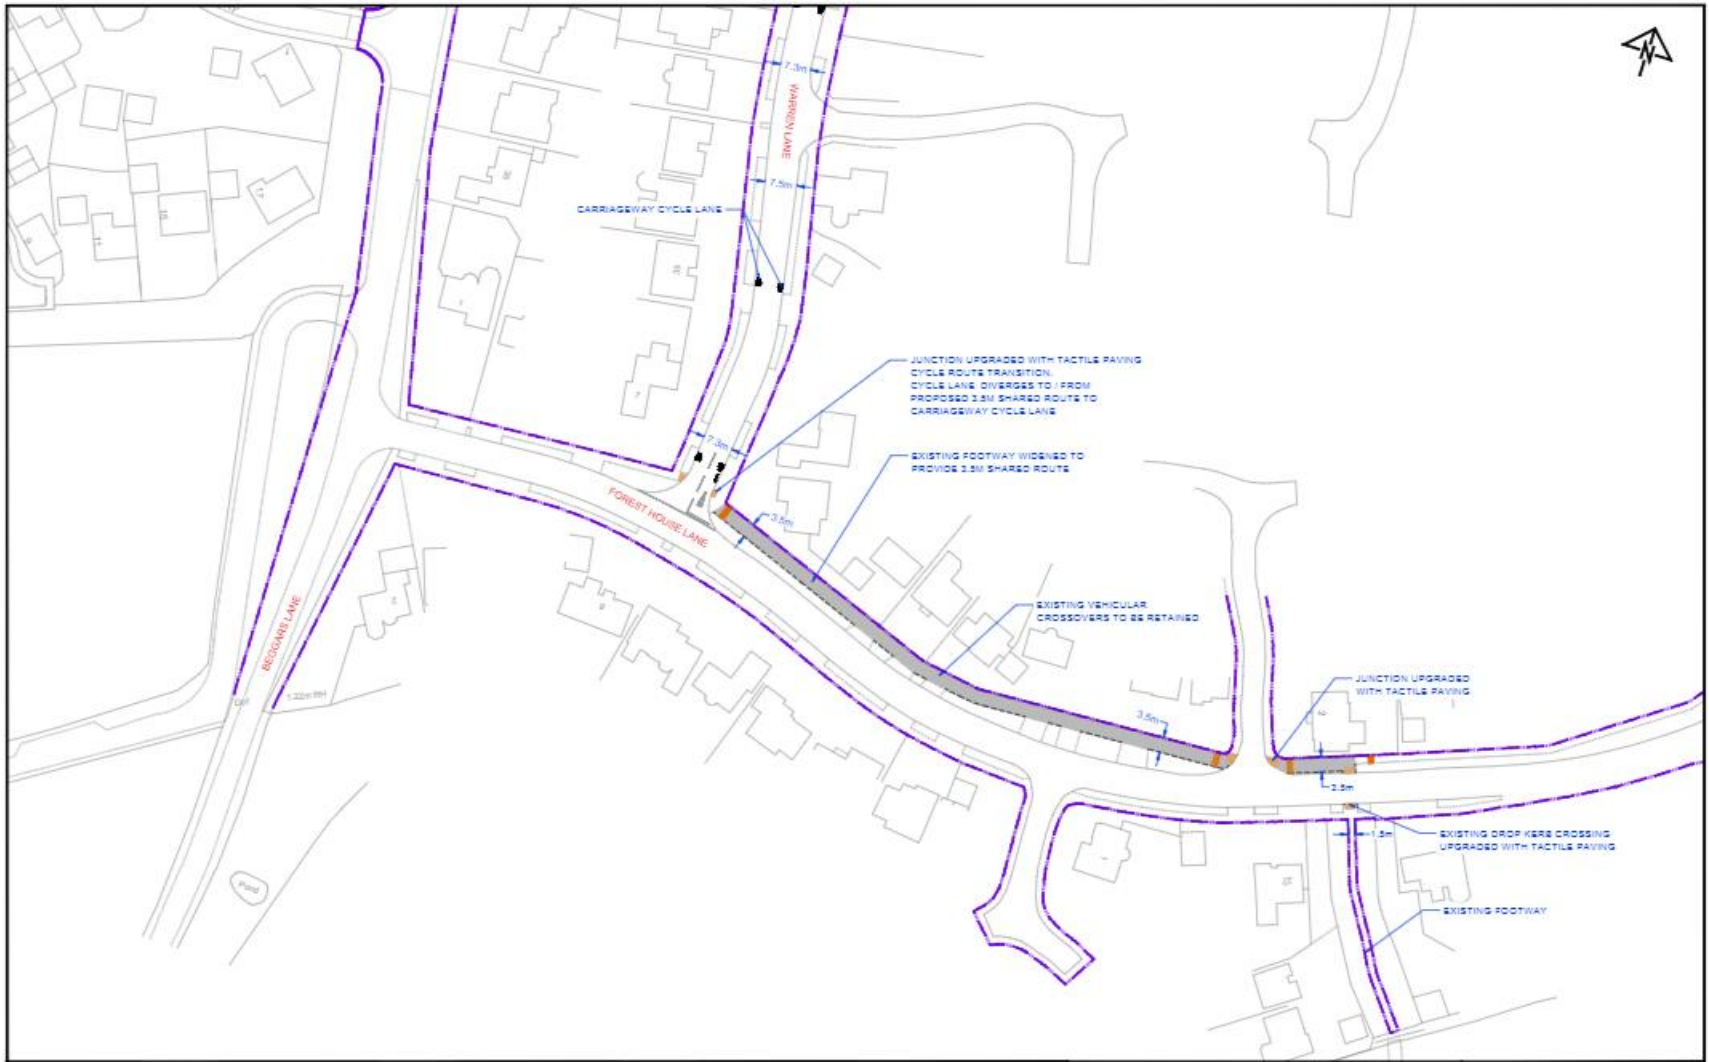 N
7.3m
WARREN LANE
7.5m
CARRIAGEWAY CYCLE LANE
JUNCTION UPGRADED WITH TACTILE PAVING
CYCLE ROUTE TRANSITION.
CYCLE LANE DIVERGES TO / FROM
PROPOSED 3.5M SHARED ROUTE TO
CARRIAGEWAY CYCLE LANE
7.3m
EXISTING FOOTWAY WIDENED TO
PROVIDE 3.5M SHARED ROUTE
FOREST HOUSE LANE
3.5m
EXISTING VEHICULAR
CROSSOVERS TO BE RETAINED
BEGGARS LANE
1.22m RH
JUNCTION UPGRADED
WITH TACTILE PAVING
3.5m
2.5m
EXISTING DROP KERB CROSSING
UPGRADED WITH TACTILE PAVING
1.5m
Pond
EXISTING FOOTWAY